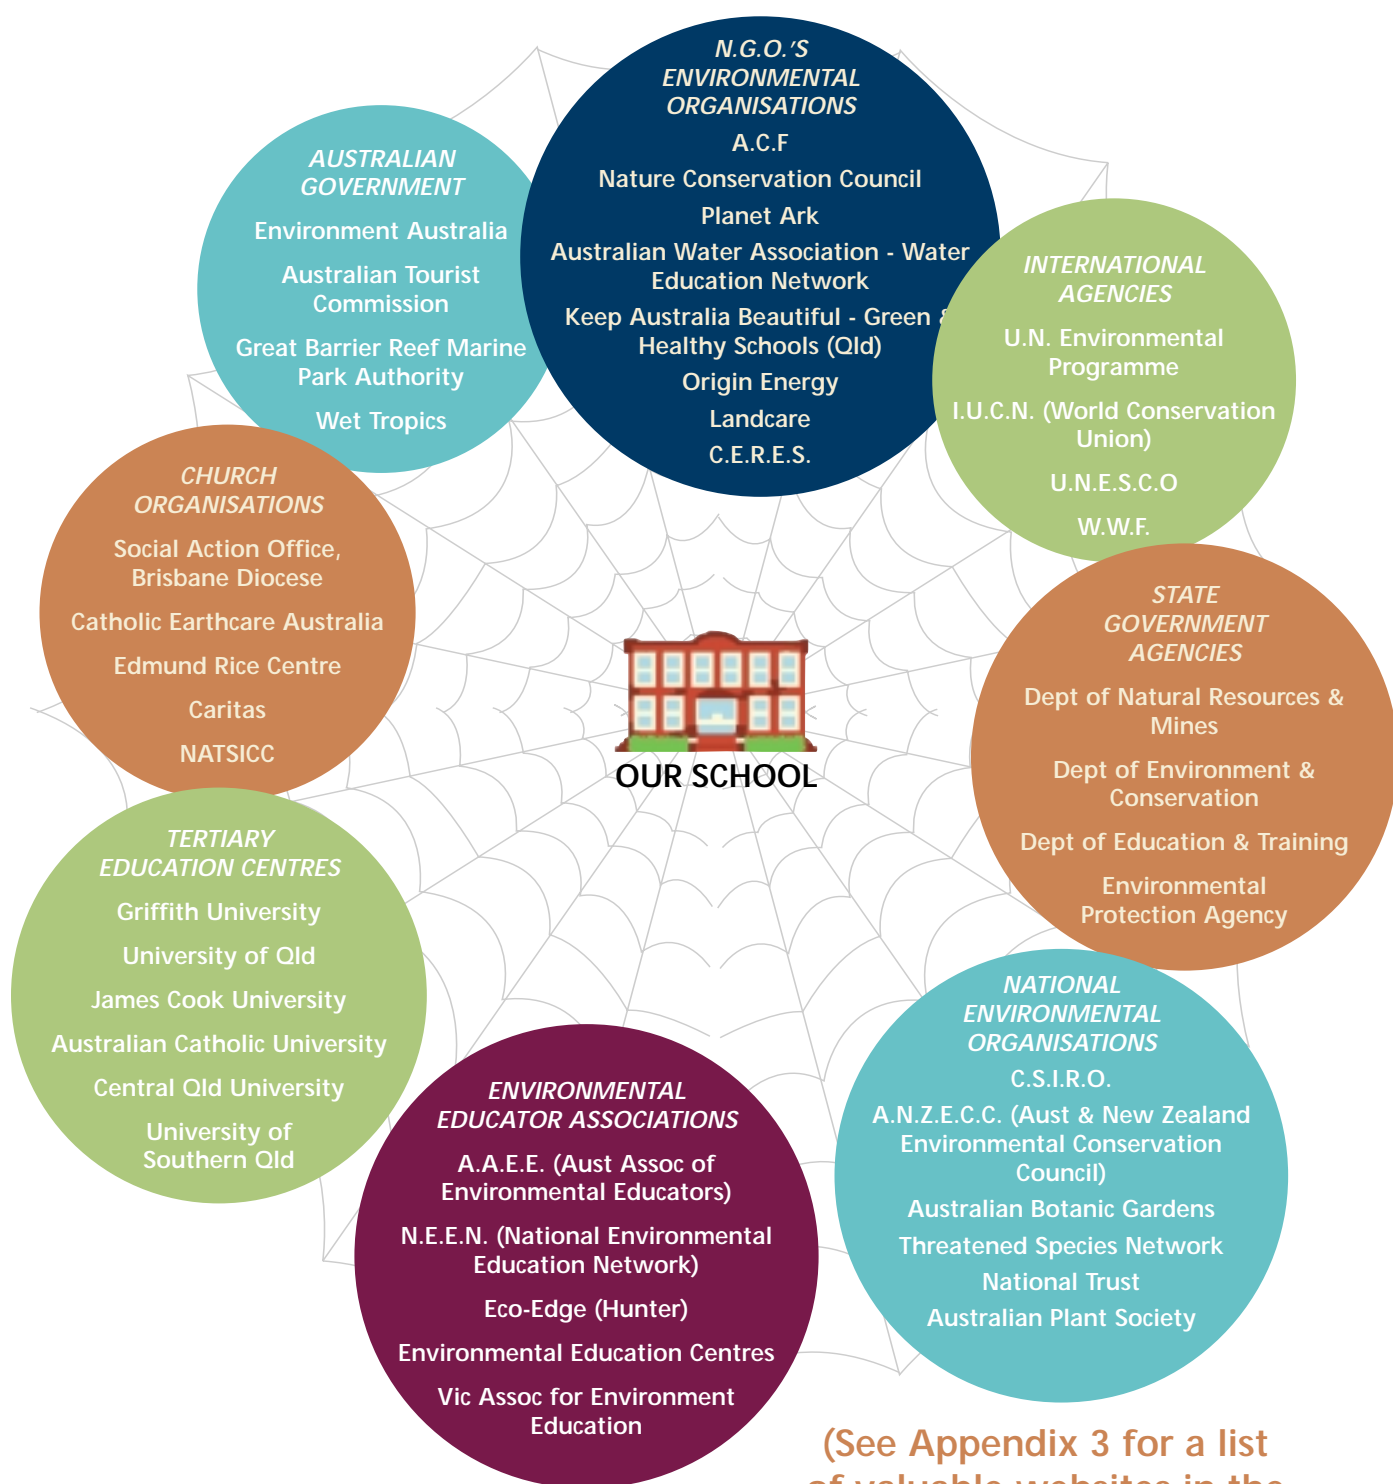 N.G.O.'S
ENVIRONMENTAL
ORGANISATIONS
A.C.F
Nature Conservation Council
Planet Ark
Australian Water Association - Water
Education Network
Keep Australia Beautiful - Green &
Healthy Schools (Qld)
Origin Energy
Landcare
C.E.R.E.S.
AUSTRALIAN
GOVERNMENT
Environment Australia
Australian Tourist
Commission
Great Barrier Reef Marine
Park Authority
Wet Tropics
INTERNATIONAL
AGENCIES
U.N. Environmental
Programme
I.U.C.N. (World Conservation
Union)
U.N.E.S.C.O
W.W.F.
CHURCH
ORGANISATIONS
Social Action Office,
Brisbane Diocese
Catholic Earthcare Australia
Edmund Rice Centre
Caritas
NATSICC
STATE
GOVERNMENT
AGENCIES
Dept of Natural Resources &
Mines
Dept of Environment &
Conservation
Dept of Education & Training
Environmental
Protection Agency
OUR SCHOOL
TERTIARY
EDUCATION CENTRES
Griffith University
University of Qld
James Cook University
Australian Catholic University
Central Qld University
University of
Southern Qld
NATIONAL
ENVIRONMENTAL
ORGANISATIONS
C.S.I.R.O.
A.N.Z.E.C.C. (Aust & New Zealand
Environmental Conservation
Council)
Australian Botanic Gardens
Threatened Species Network
National Trust
Australian Plant Society
ENVIRONMENTAL
EDUCATOR ASSOCIATIONS
A.A.E.E. (Aust Assoc of
Environmental Educators)
N.E.E.N. (National Environmental
Education Network)
Eco-Edge (Hunter)
Environmental Education Centres
Vic Assoc for Environment
Education
(See Appendix 3 for a list
of valuable websites in the